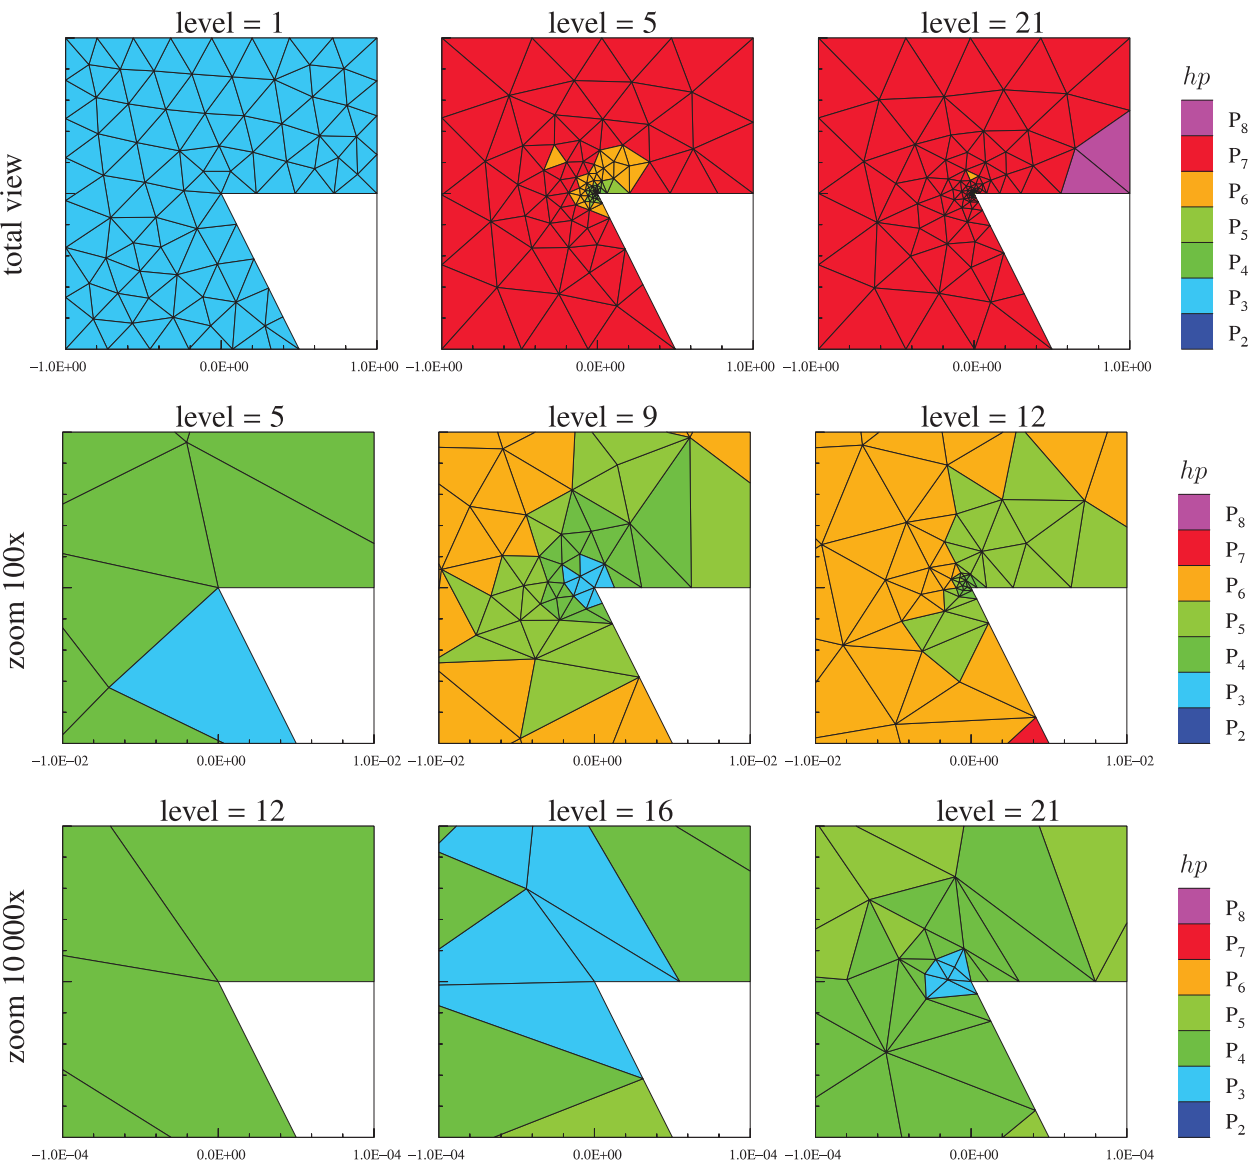 level = 1
level = 5
level = 21
hp
P8
P7
P6
P5
P4
P3
P2
total view
−1.0E+00 0.0E+00 1.0E+00
−1.0E+00 0.0E+00 1.0E+00
−1.0E+00 0.0E+00 1.0E+00
level = 5
level = 9
level = 12
hp
P8
P7
P6
P5
P4
P3
P2
zoom 100x
−1.0E−02 0.0E+00 1.0E−02
−1.0E−02 0.0E+00 1.0E−02
−1.0E−02 0.0E+00 1.0E−02
level = 12
level = 16
level = 21
hp
P8
P7
P6
P5
P4
P3
P2
zoom 10 000x
−1.0E−04 0.0E+00 1.0E−04
−1.0E−04 0.0E+00 1.0E−04
−1.0E−04 0.0E+00 1.0E−04